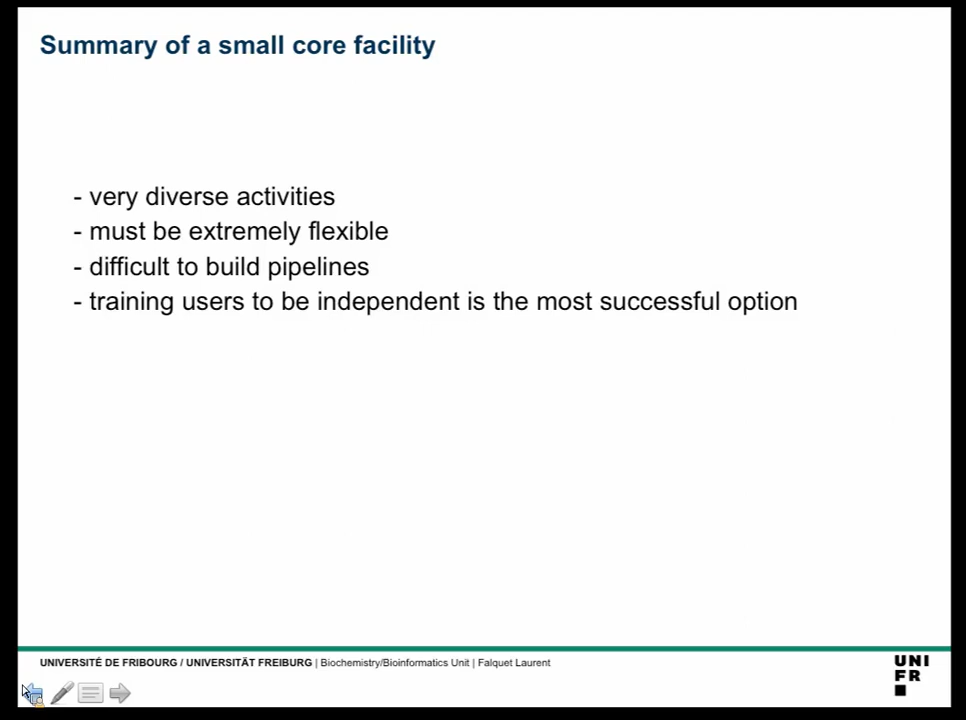 Summary of a small core facility
- very diverse activities
- must be extremely flexible
- difficult to build pipelines
- training users to be independent is the most successful option
UNIVERSITÉ DE FRIBOURG / UNIVERSITÄT FREIBURG | Biochemistry/Bioinformatics Unit | Falquet Laurent
UNI
FR